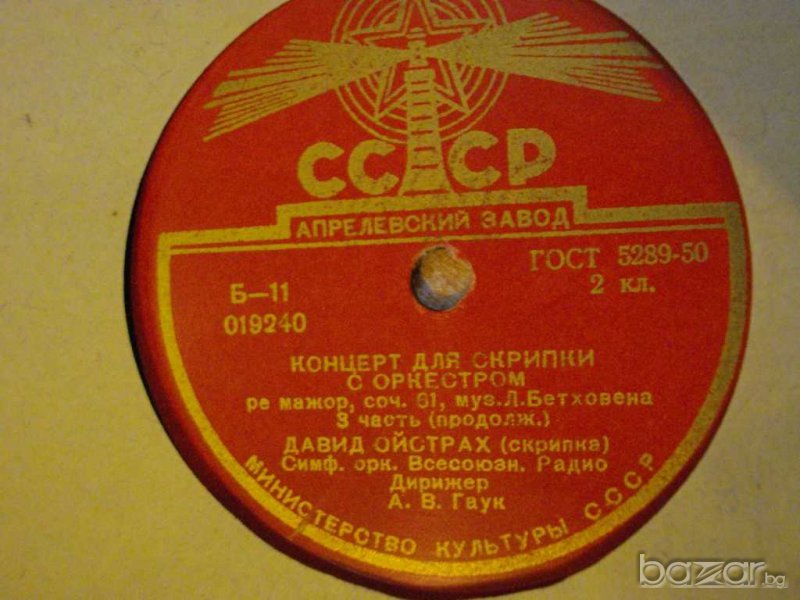 СССР
АПРЕЛЕВСКИЙ ЗАВОД
ГОСТ 5289-50
2 кл.
Б—11
019240
КОНЦЕРТ ДЛЯ СКРИПКИ
С ОРКЕСТРОМ
ре мажор, соч. 61, муз. Л. Бетховена
3 часть (продолж.)
ДАВИД ОЙСТРАХ (скрипка)
Симф. орк. Всесоюзн. Радио
Дирижер
А. В. Гаук
МИНИСТЕРСТВО КУЛЬТУРЫ СССР
bazar.bg